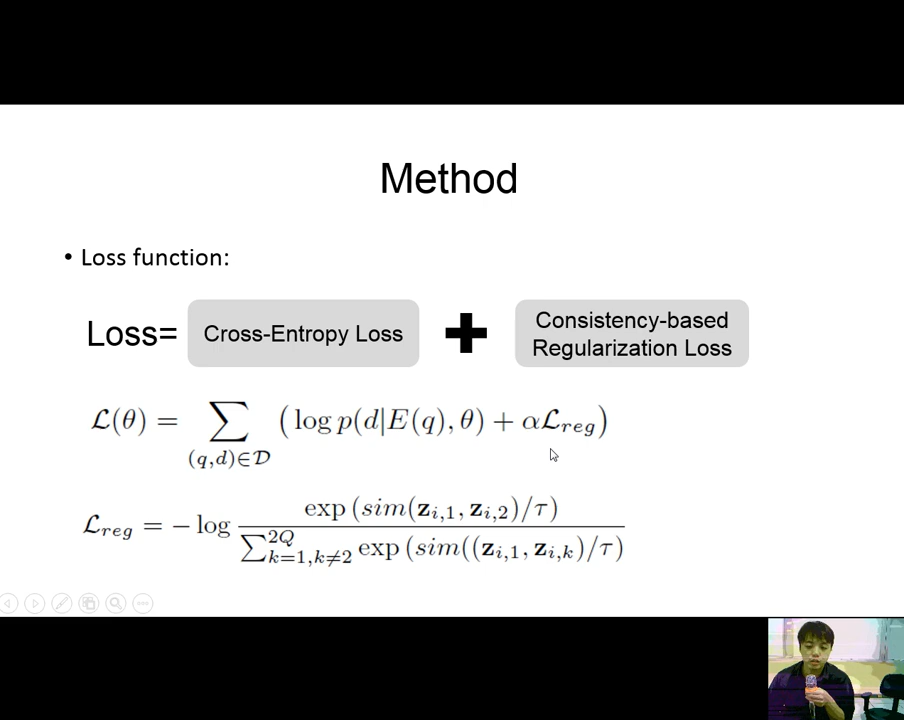 Method
• Loss function:
Loss= Cross-Entropy Loss + Consistency-based Regularization Loss
ℒ(θ) = ∑_{(q,d)∈𝒟} (log p(d|E(q), θ) + αℒ_{reg})
ℒ_{reg} = − log \frac{exp (sim(𝐳_{i,1}, 𝐳_{i,2})/τ)}{∑_{k=1,k≠2}^{2Q} exp (sim((𝐳_{i,1}, 𝐳_{i,k})/τ)}